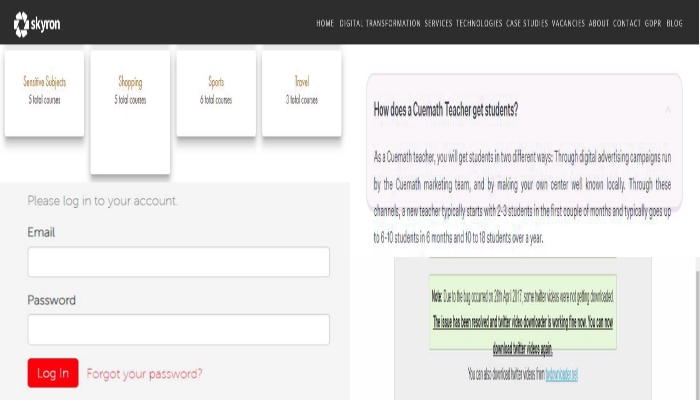 skyron
HOME DIGITAL TRANSFORMATION SERVICES TECHNOLOGIES CASE STUDIES VACANCIES ABOUT CONTACT GDPR BLOG
Sensitive Subjects
5 total courses
Shopping
5 total courses
Sports
6 total courses
Travel
3 total courses
Please log in to your account.
Email
Password
Log In Forgot your password?
How does a Cuemath Teacher get students?
As a Cuemath teacher, you will get students in two different ways: Through digital advertising campaigns run
by the Cuemath marketing team, and by making your own center well known locally. Through these
channels, a new teacher typically starts with 2-3 students in the first couple of months and typically goes up
to 6-10 students in 6 months and 10 to 18 students over a year.
Note: Due to the bug occurred on 28th April 2017, some twitter videos were not getting downloaded.
The issue has been resolved and twitter video downloader is working fine now. You can now
download twitter videos again.
You can also download twitter videos from twdownloader.net